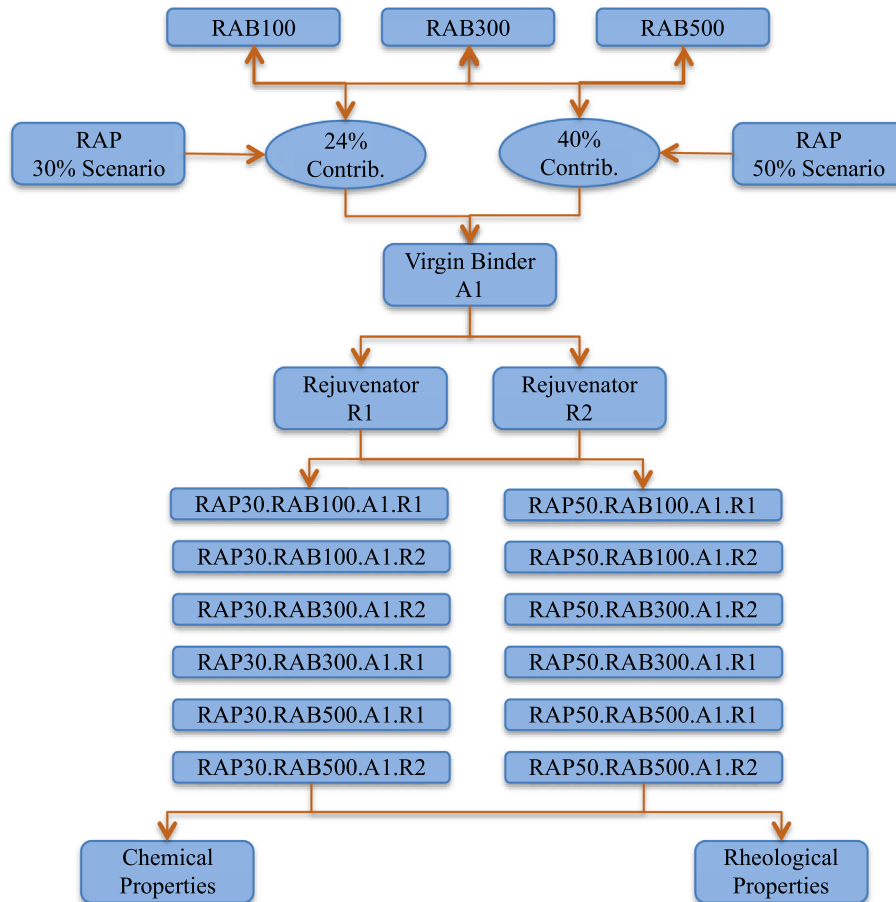 RAB100
RAB300
RAB500
RAP
30% Scenario
24%
Contrib.
40%
Contrib.
RAP
50% Scenario
Virgin Binder
A1
Rejuvenator
R1
Rejuvenator
R2
RAP30.RAB100.A1.R1
RAP50.RAB100.A1.R1
RAP30.RAB100.A1.R2
RAP50.RAB100.A1.R2
RAP30.RAB300.A1.R2
RAP50.RAB300.A1.R2
RAP30.RAB300.A1.R1
RAP50.RAB300.A1.R1
RAP30.RAB500.A1.R1
RAP50.RAB500.A1.R1
RAP30.RAB500.A1.R2
RAP50.RAB500.A1.R2
Chemical
Properties
Rheological
Properties